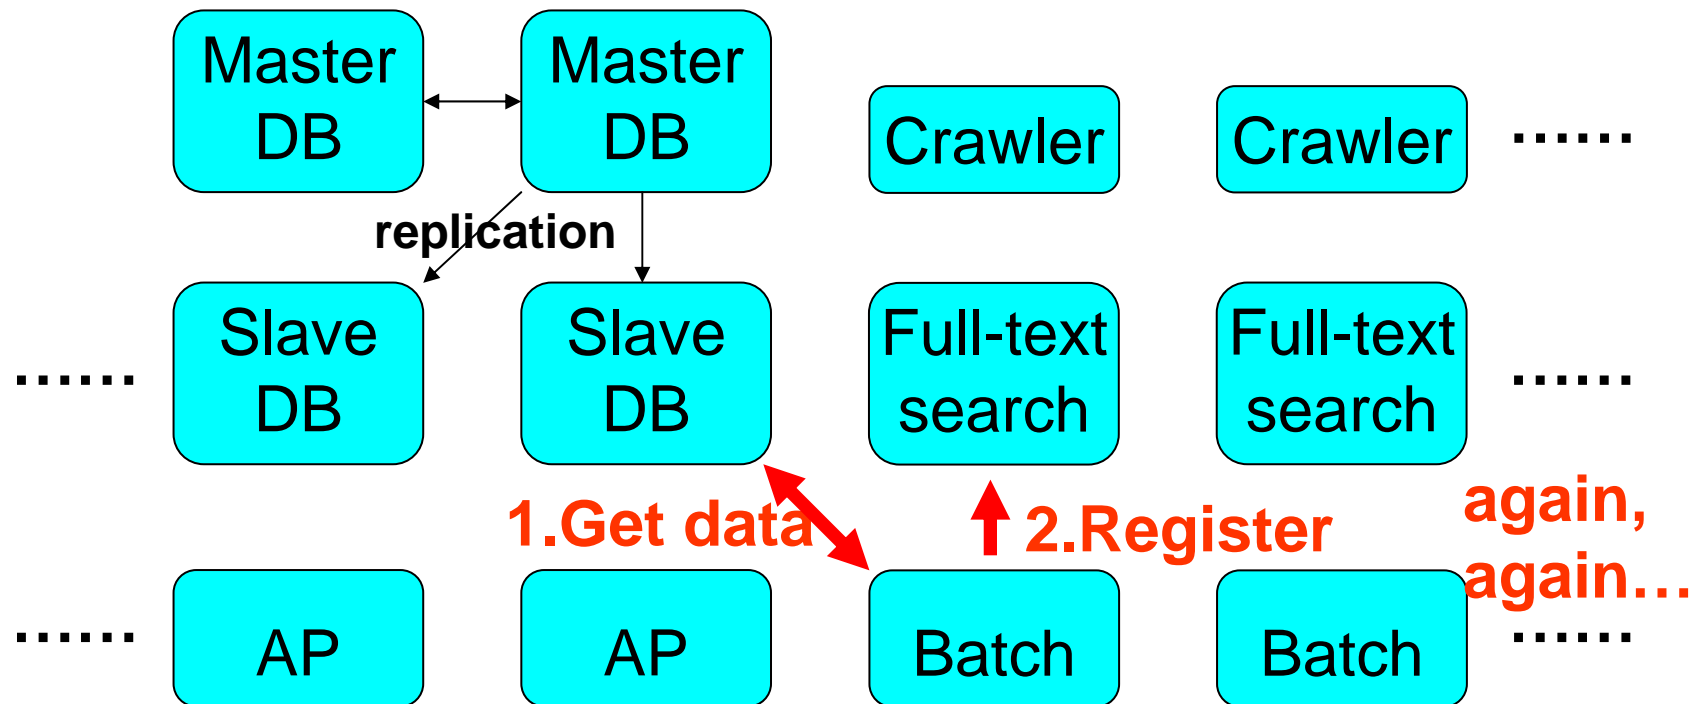 Master
DB
Master
DB
Crawler
Crawler
……
replication
……
Slave
DB
Slave
DB
Full-text
search
Full-text
search
……
1.Get data
2.Register
again,
again…
……
AP
AP
Batch
Batch
……